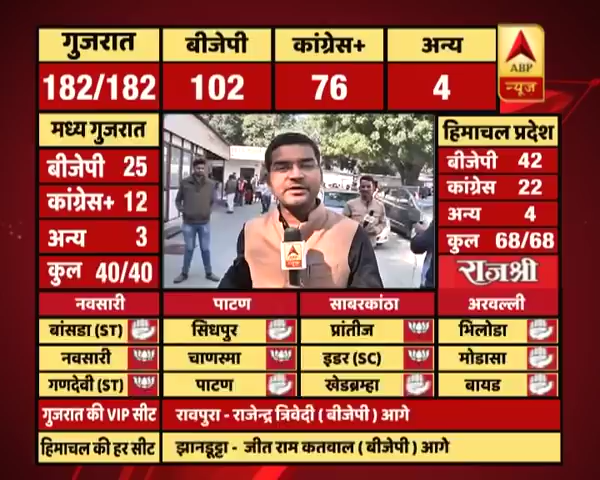 गुजरात
182/182
बीजेपी
102
कांग्रेस+
76
अन्य
4
ABP
न्यूज़
मध्य गुजरात
बीजेपी 25
कांग्रेस+ 12
अन्य 3
कुल 40/40
हिमाचल प्रदेश
बीजेपी 42
कांग्रेस 22
अन्य 4
कुल 68/68
राजश्री
नवसारी पाटण साबरकांठा अरवल्ली
बांसडा (ST) सिधपुर प्रांतीज भिलोडा
नवसारी चाणस्मा इडर (SC) मोडासा
गणदेवी (ST) पाटण खेडब्रम्हा बायड
गुजरात की VIP सीट रावपुरा - राजेन्द्र त्रिवेदी ( बीजेपी ) आगे
हिमाचल की हर सीट झानडूट्टा - जीत राम कतवाल ( बीजेपी ) आगे